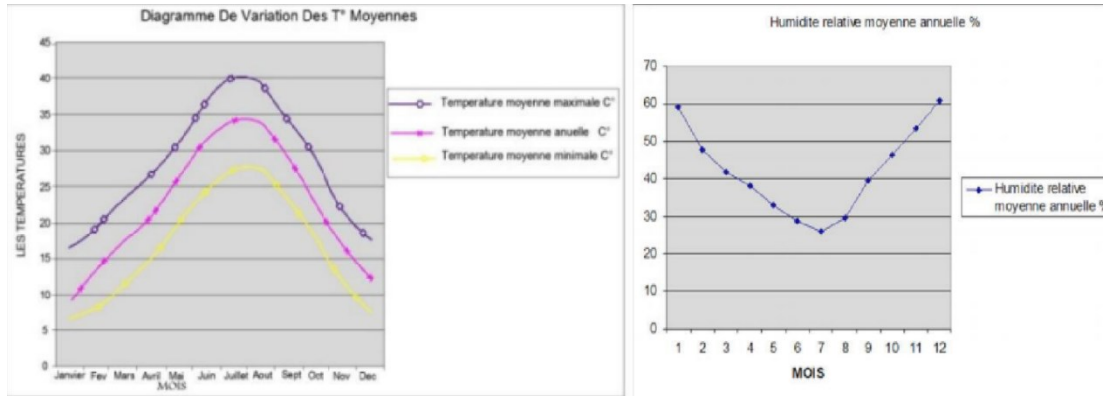 Diagramme De Variation Des T° Moyennes
45
40
35
30
25
20
15
10
5
0
LES TEMPERATURES
Janvier Fev Mars Avril Mai Juin Juillet Aout Sept Oct Nov Dec
MOIS
Temperature moyenne maximale C°
Temperature moyenne anuelle C°
Temperature moyenne minimale C°
Humidite relative moyenne annuelle %
70
60
50
40
30
20
10
0
1 2 3 4 5 6 7 8 9 10 11 12
MOIS
Humidite relative
moyenne annuelle %